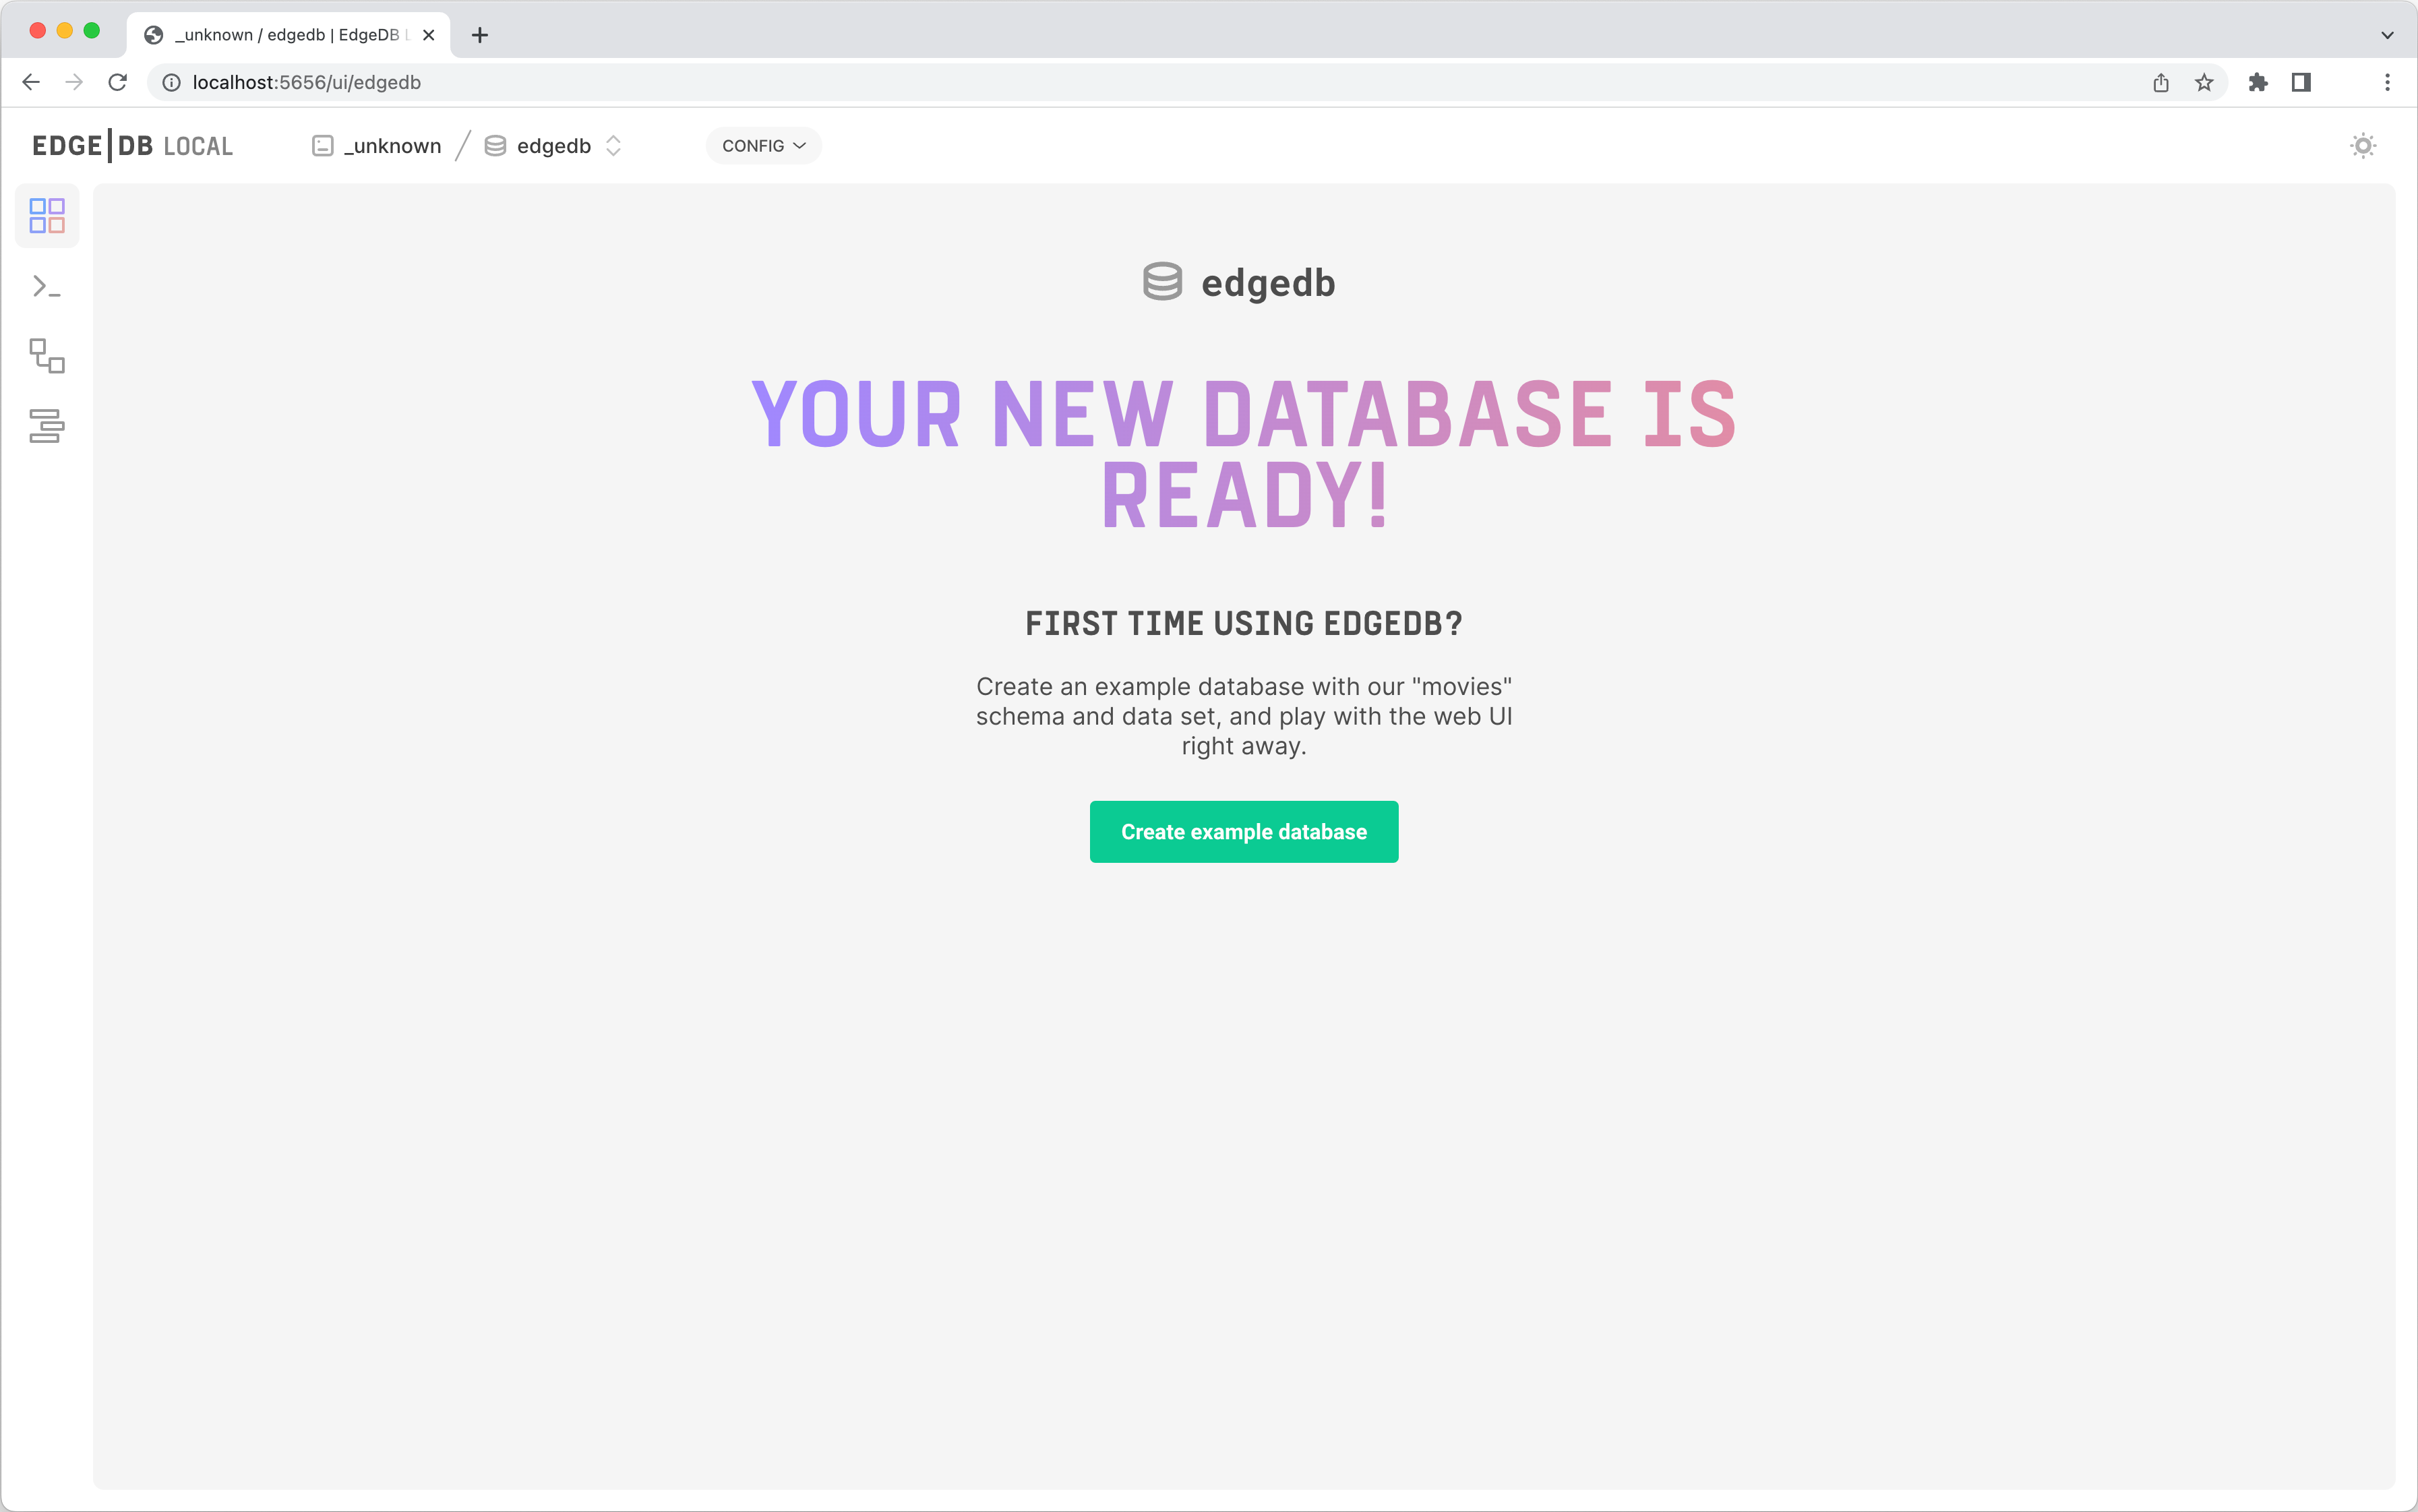 _unknown / edgedb | EdgeDB L
localhost:5656/ui/edgedb
EDGE|DB LOCAL
_unknown / edgedb
CONFIG
edgedb
YOUR NEW DATABASE IS
READY!
FIRST TIME USING EDGEDB?
Create an example database with our "movies"
schema and data set, and play with the web UI
right away.
Create example database